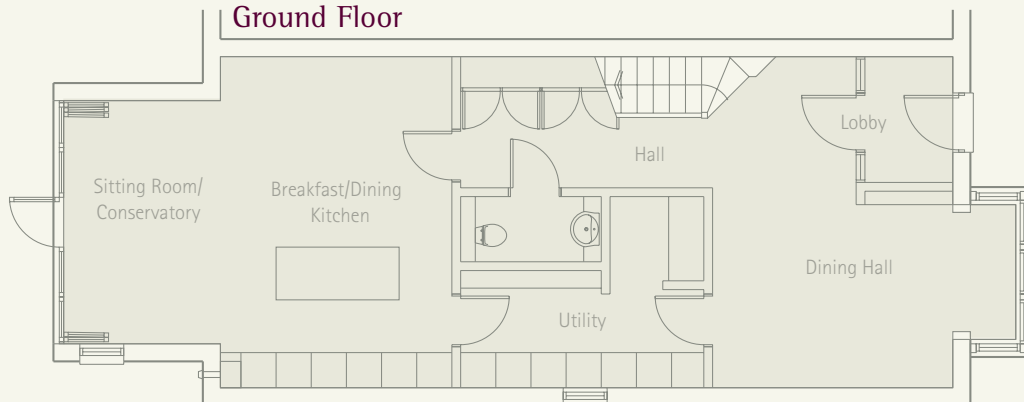 Ground Floor
Lobby
Hall
Sitting Room/
Conservatory
Breakfast/Dining
Kitchen
Dining Hall
Utility